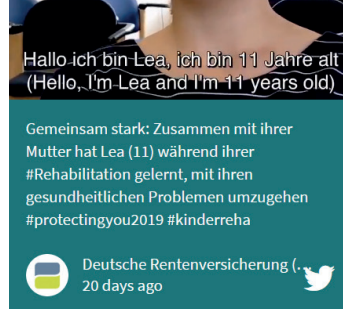 Hallo ich bin Lea, ich bin 11 Jahre alt
(Hello, I'm Lea and I'm 11 years old)
Gemeinsam stark: Zusammen mit ihrer
Mutter hat Lea (11) während ihrer
#Rehabilitation gelernt, mit ihren
gesundheitlichen Problemen umzugehen
#protectingyou2019 #kinderreha
Deutsche Rentenversicherung (...
20 days ago